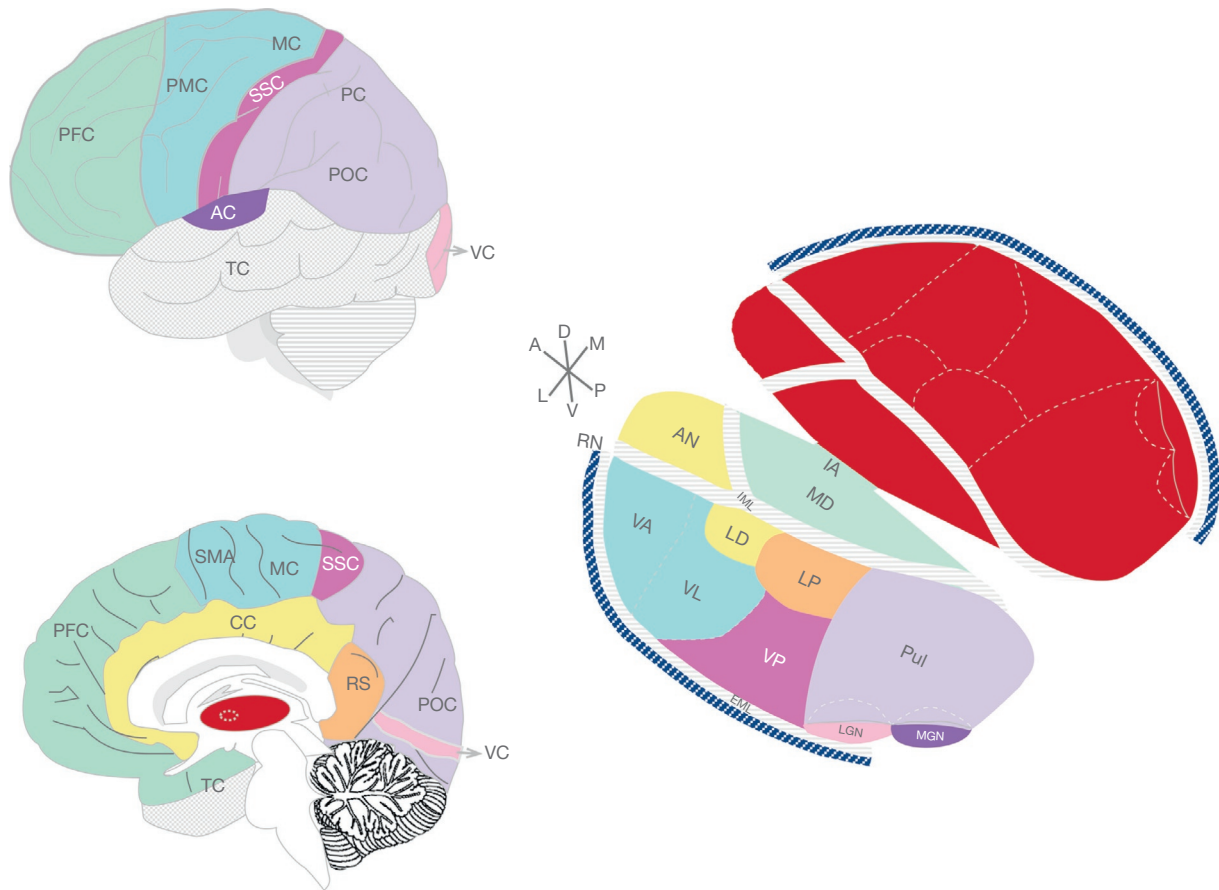 MC
PMC
SSC
PC
PFC
POC
AC
VC
TC
D
A
M
L
P
V
RN
AN
IA
MD
IML
VA
LD
LP
VL
VP
Pul
EML
LGN
MGN
SMA
MC
SSC
PFC
CC
RS
POC
VC
TC